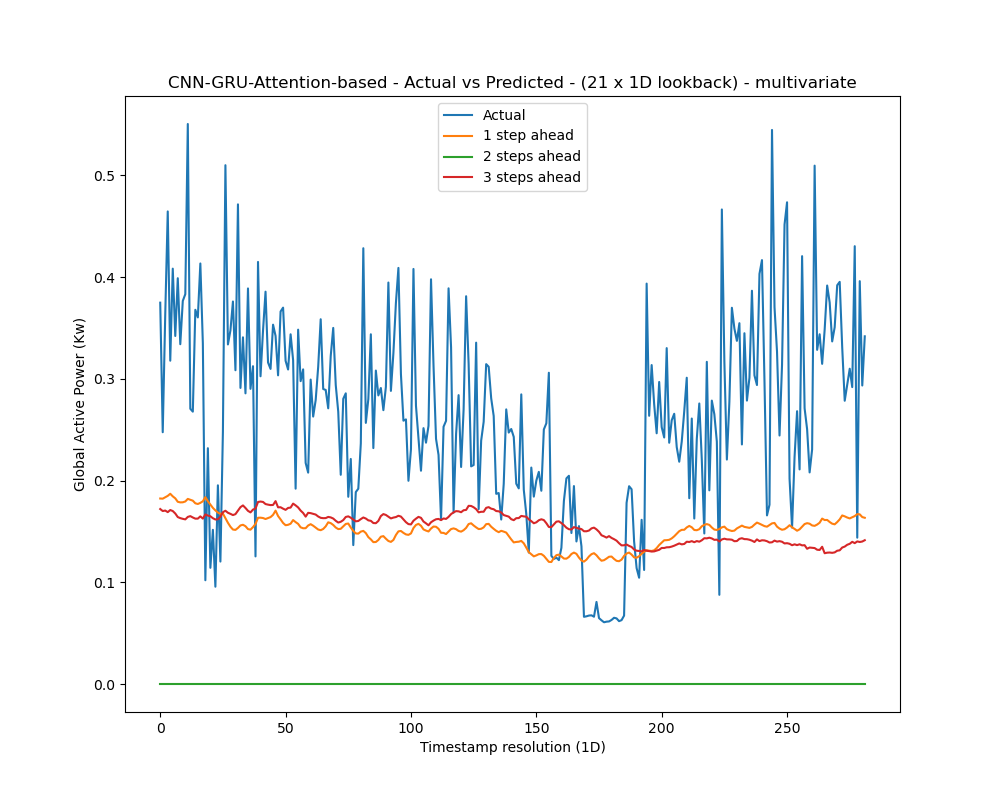 CNN-GRU-Attention-based - Actual vs Predicted - (21 x 1D lookback) - multivariate
Actual
1 step ahead
2 steps ahead
3 steps ahead
Global Active Power (Kw)
0.5
0.4
0.3
0.2
0.1
0.0
0 50 100 150 200 250
Timestamp resolution (1D)